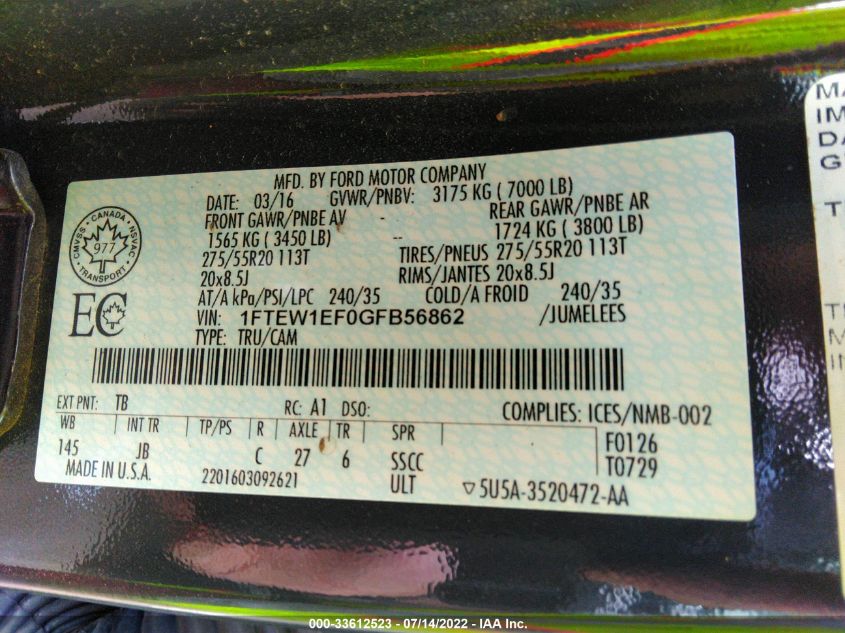 MFD. BY FORD MOTOR COMPANY
DATE: 03/16 GVWR/PNBV: 3175 KG ( 7000 LB)
FRONT GAWR/PNBE AV REAR GAWR/PNBE AR
1565 KG ( 3450 LB) -- 1724 KG ( 3800 LB)
275/55R20 113T TIRES/PNEUS 275/55R20 113T
20x8.5J RIMS/JANTES 20x8.5J
AT/A kPa/PSI/LPC 240/35 COLD/A FROID 240/35
VIN: 1FTEW1EF0GFB56862 /JUMELEES
TYPE: TRU/CAM
CANADA
CMVSS NSVAC
977
TRANSPORT
EC
EXT PNT: TB RC: A1 DSO: COMPLIES: ICES/NMB-002
WB INT TR TP/PS R AXLE TR SPR F0126
145 JB C 27 6 SSCC T0729
MADE IN U.S.A. 2201603092621 ULT ▽5U5A-3520472-AA
MA
IM
DA
G
T
M
IN
000-33612523 - 07/14/2022 - IAA Inc.